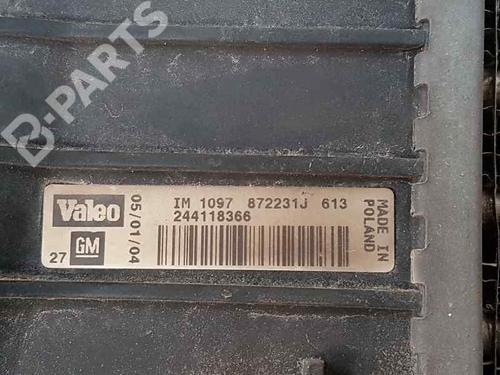 B-PARTS
Valeo
05/01/04
IM 1097 872231J 613
244118366
MADE IN
POLAND
27 GM